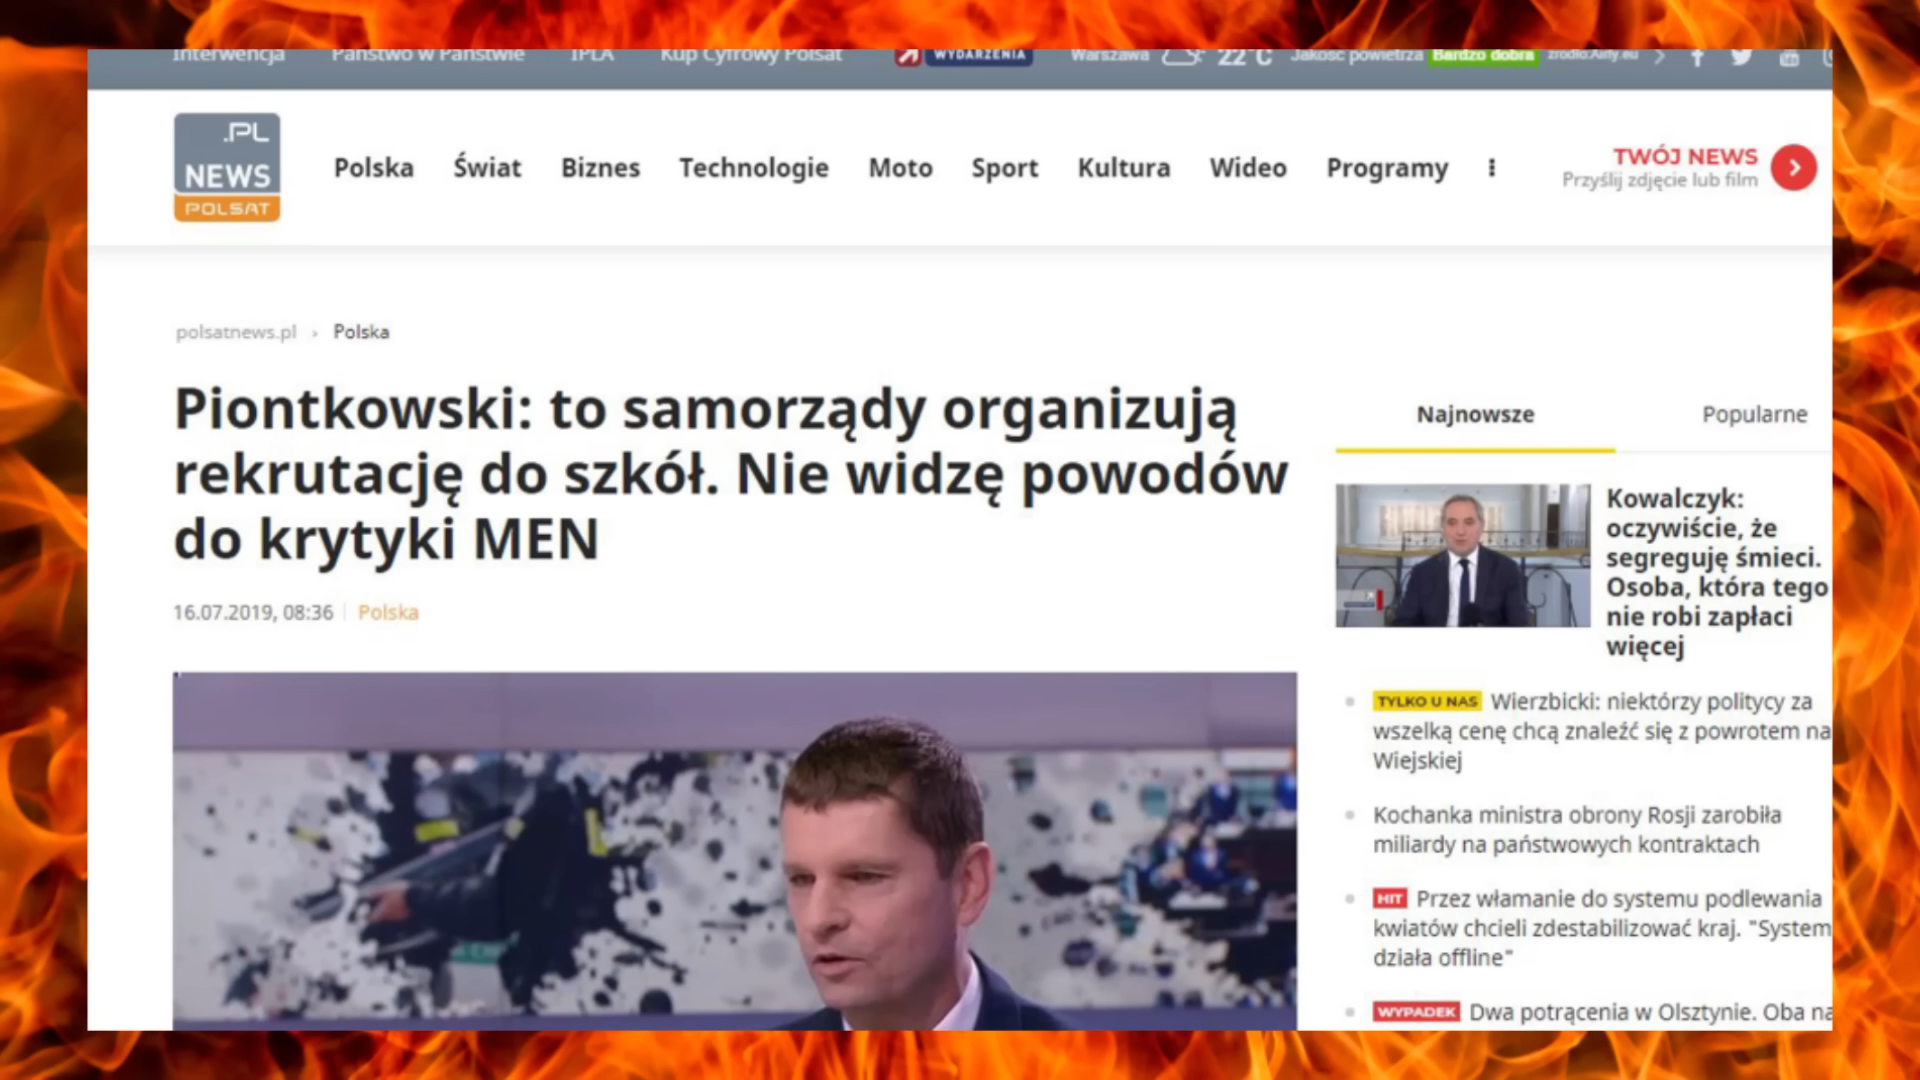 Interwencja Państwo w Państwie IPLA Kup Cyfrowy Polsat WYDARZENIA Warszawa 22°C Jakość powietrza Bardzo dobra źródło:Airly.eu
.PL
NEWS
POLSAT
Polska Świat Biznes Technologie Moto Sport Kultura Wideo Programy
TWÓJ NEWS
Przyślij zdjęcie lub film
polsatnews.pl › Polska
Piontkowski: to samorządy organizują
rekrutację do szkół. Nie widzę powodów
do krytyki MEN
16.07.2019, 08:36 | Polska
Najnowsze Popularne
Kowalczyk:
oczywiście, że
segreguję śmieci.
Osoba, która tego
nie robi zapłaci
więcej
TYLKO U NAS Wierzbicki: niektórzy politycy za
wszelką cenę chcą znaleźć się z powrotem na
Wiejskiej
Kochanka ministra obrony Rosji zarobiła
miliardy na państwowych kontraktach
HIT Przez włamanie do systemu podlewania
kwiatów chcieli zdestabilizować kraj. "System
działa offline"
WYPADEK Dwa potrącenia w Olsztynie. Oba na